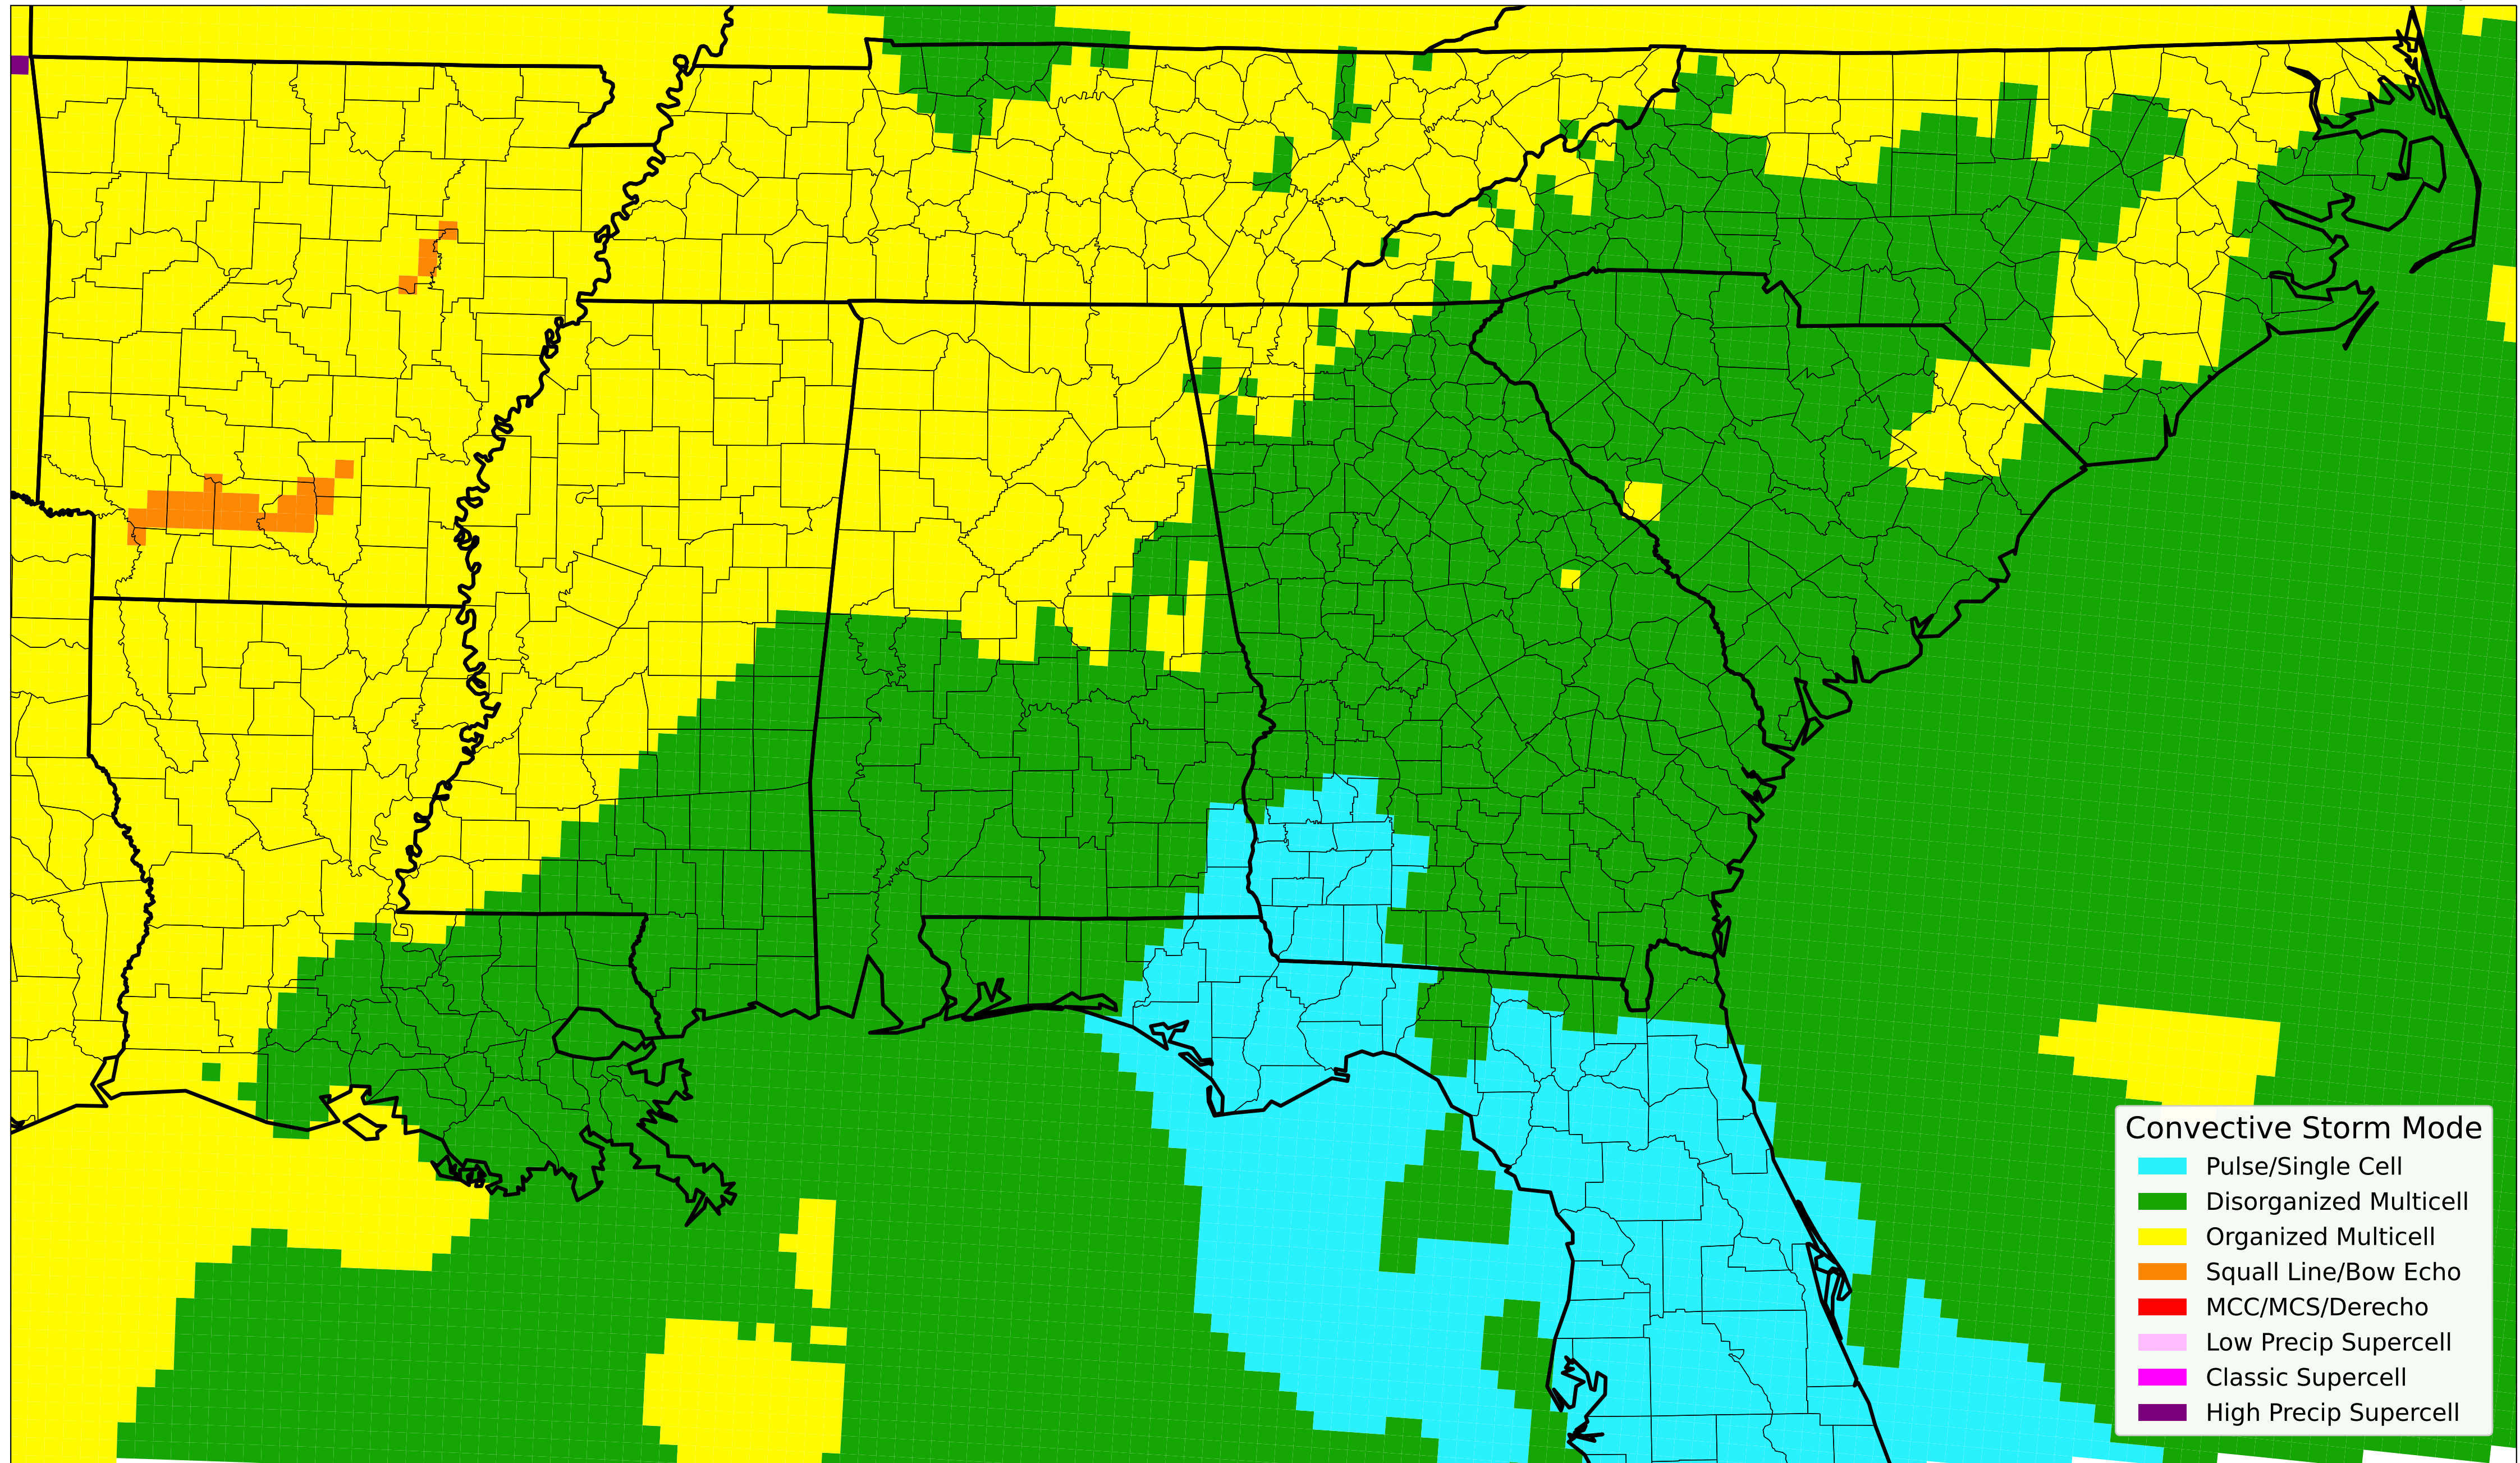 Convective Storm Mode
Pulse/Single Cell
Disorganized Multicell
Organized Multicell
Squall Line/Bow Echo
MCC/MCS/Derecho
Low Precip Supercell
Classic Supercell
High Precip Supercell